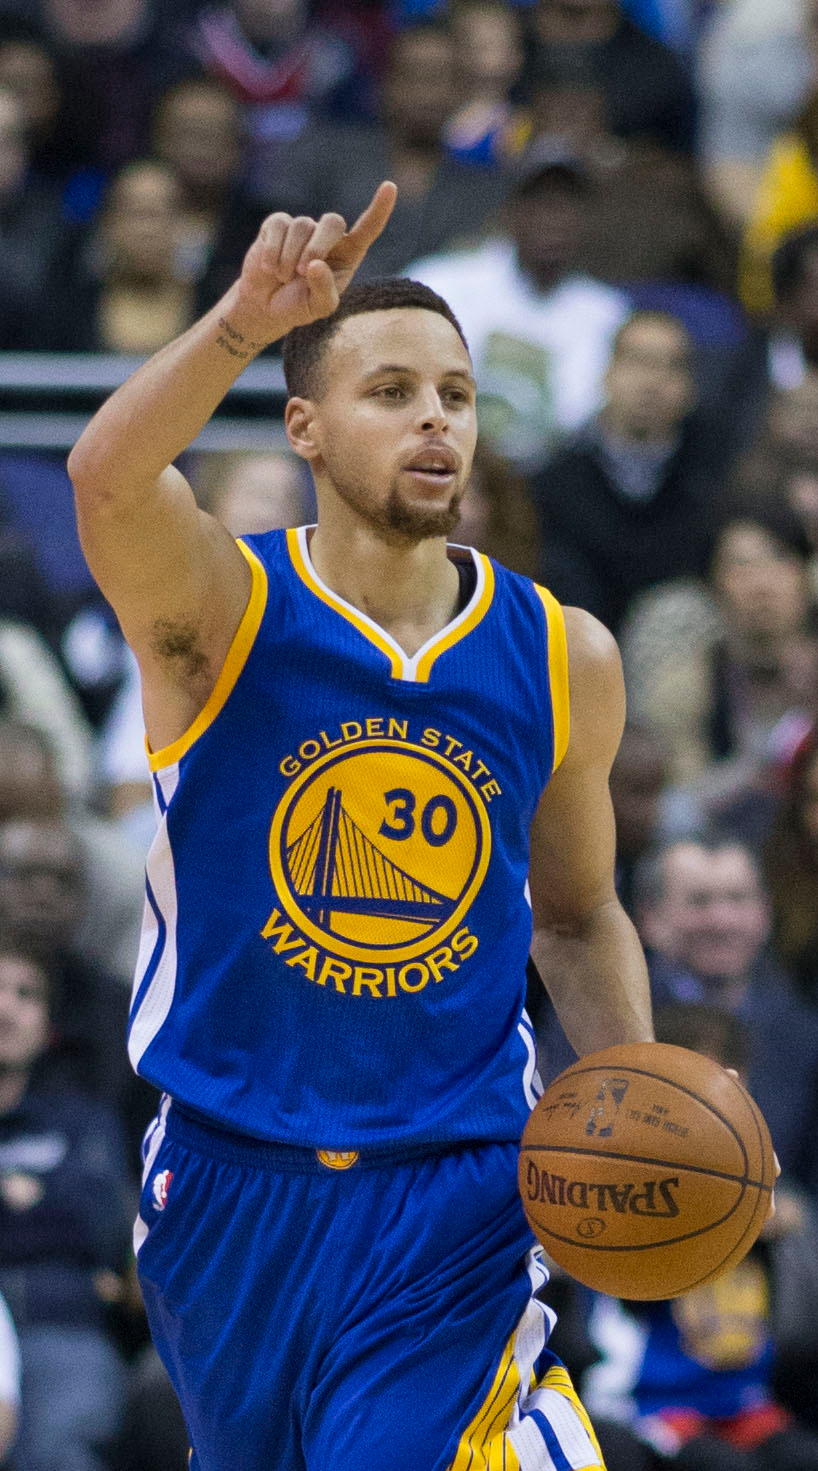 GOLDEN STATE
30
WARRIORS
SPALDING